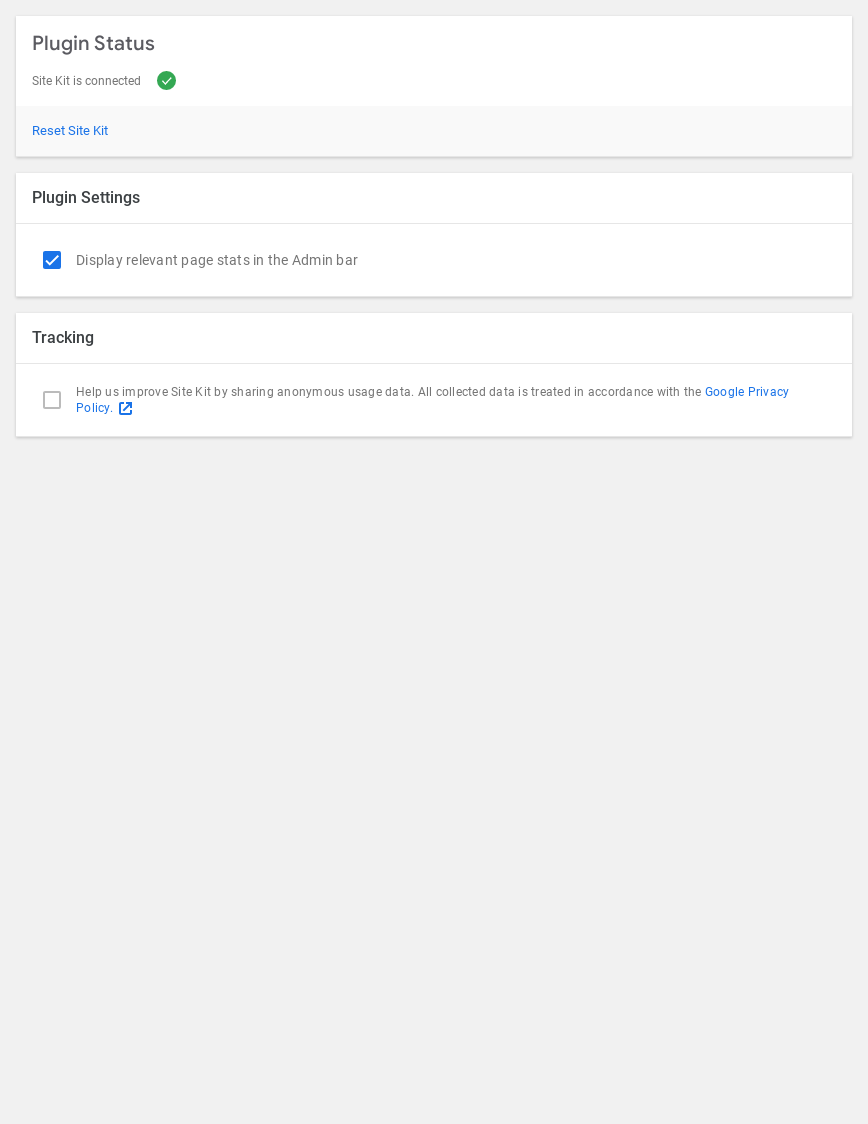 Plugin Status
Site Kit is connected
Reset Site Kit
Plugin Settings
Display relevant page stats in the Admin bar
Tracking
Help us improve Site Kit by sharing anonymous usage data. All collected data is treated in accordance with the Google Privacy
Policy.